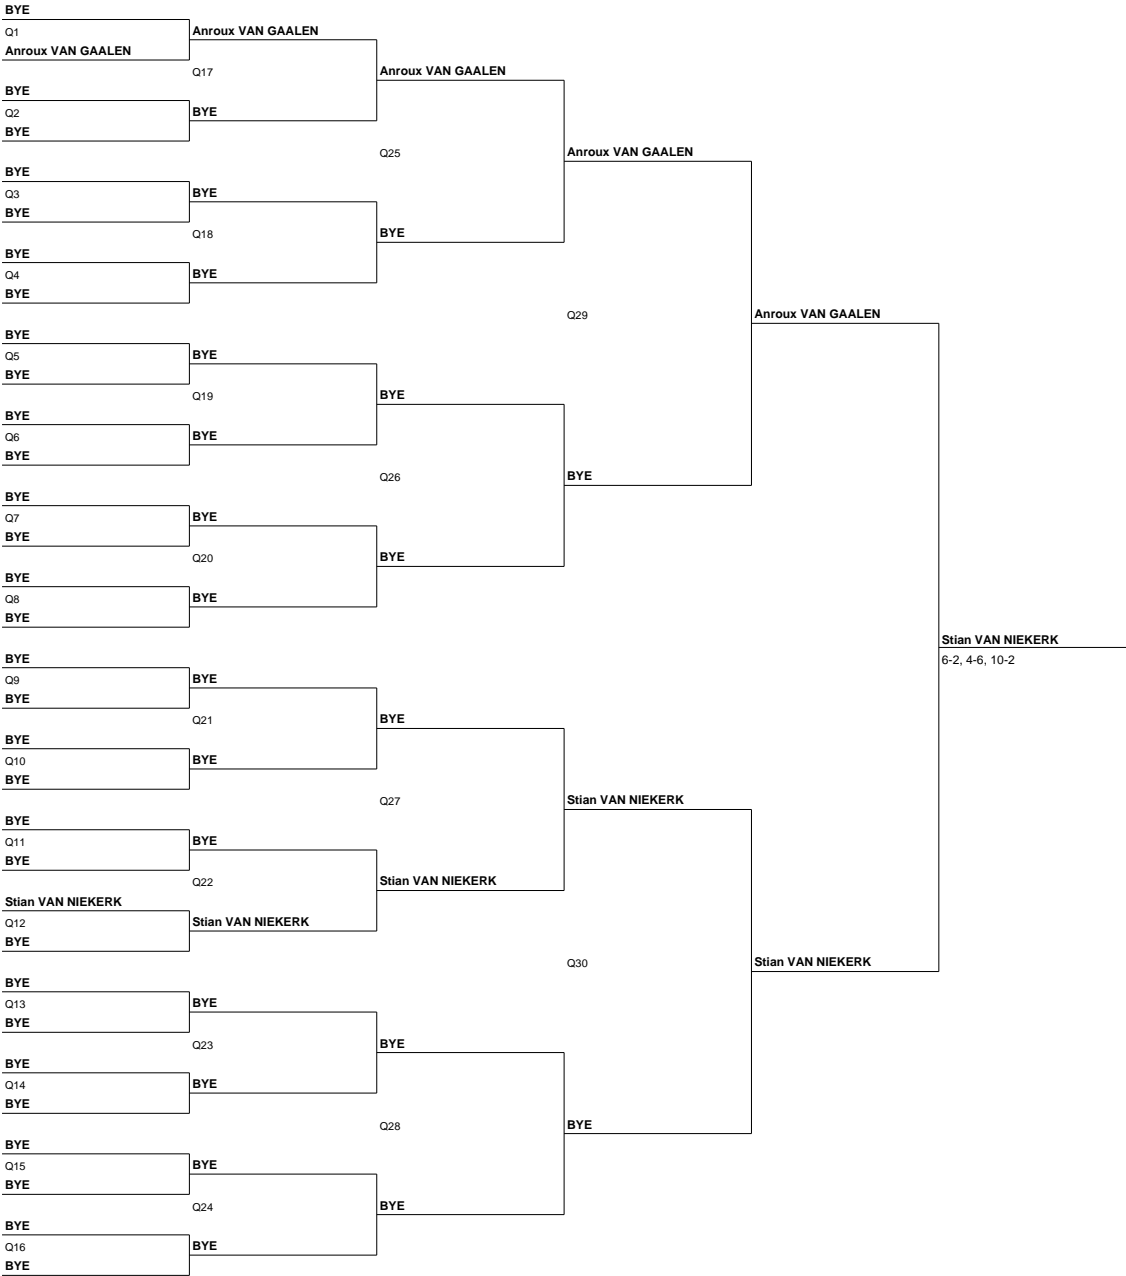 BYE
Q1
Anroux VAN GAALEN
BYE
Q2
BYE
BYE
Q3
BYE
BYE
Q4
BYE
BYE
Q5
BYE
BYE
Q6
BYE
BYE
Q7
BYE
BYE
Q8
BYE
BYE
Q9
BYE
BYE
Q10
BYE
BYE
Q11
BYE
Stian VAN NIEKERK
Q12
BYE
BYE
Q13
BYE
BYE
Q14
BYE
BYE
Q15
BYE
BYE
Q16
BYE
Anroux VAN GAALEN
Q17
BYE
BYE
Q18
BYE
BYE
Q19
BYE
BYE
Q20
BYE
BYE
Q21
BYE
BYE
Q22
Stian VAN NIEKERK
BYE
Q23
BYE
BYE
Q24
BYE
Anroux VAN GAALEN
Q25
BYE
BYE
Q26
BYE
BYE
Q27
Stian VAN NIEKERK
BYE
Q28
BYE
Anroux VAN GAALEN
Q29
BYE
Stian VAN NIEKERK
Q30
BYE
Anroux VAN GAALEN
Stian VAN NIEKERK
Stian VAN NIEKERK
6-2, 4-6, 10-2